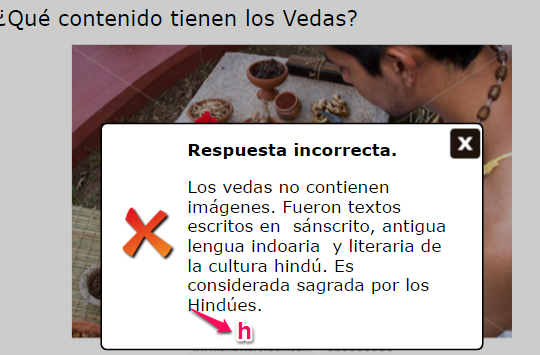 ¿Qué contenido tienen los Vedas?
X
Respuesta incorrecta.
Los vedas no contienen
imágenes. Fueron textos
escritos en sánscrito, antigua
lengua indoaria y literaria de
la cultura hindú. Es
considerada sagrada por los
Hindúes.
h